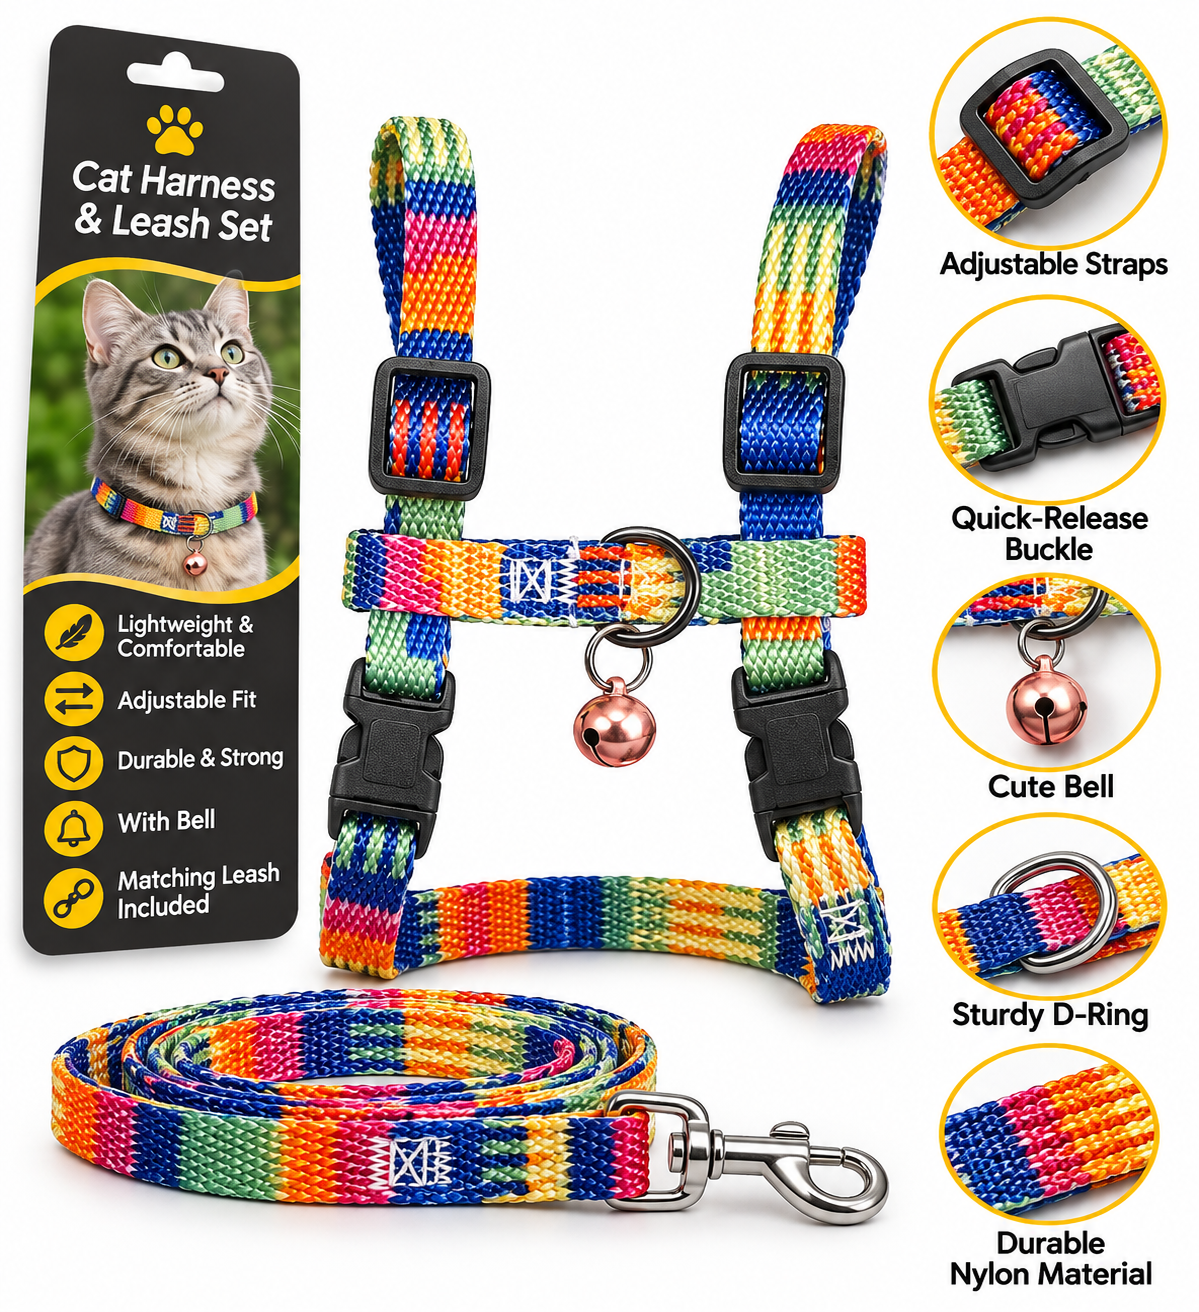 Cat Harness
& Leash Set
Lightweight &
Comfortable
Adjustable Fit
Durable & Strong
With Bell
Matching Leash
Included
Adjustable Straps
Quick-Release
Buckle
Cute Bell
Sturdy D-Ring
Durable
Nylon Material